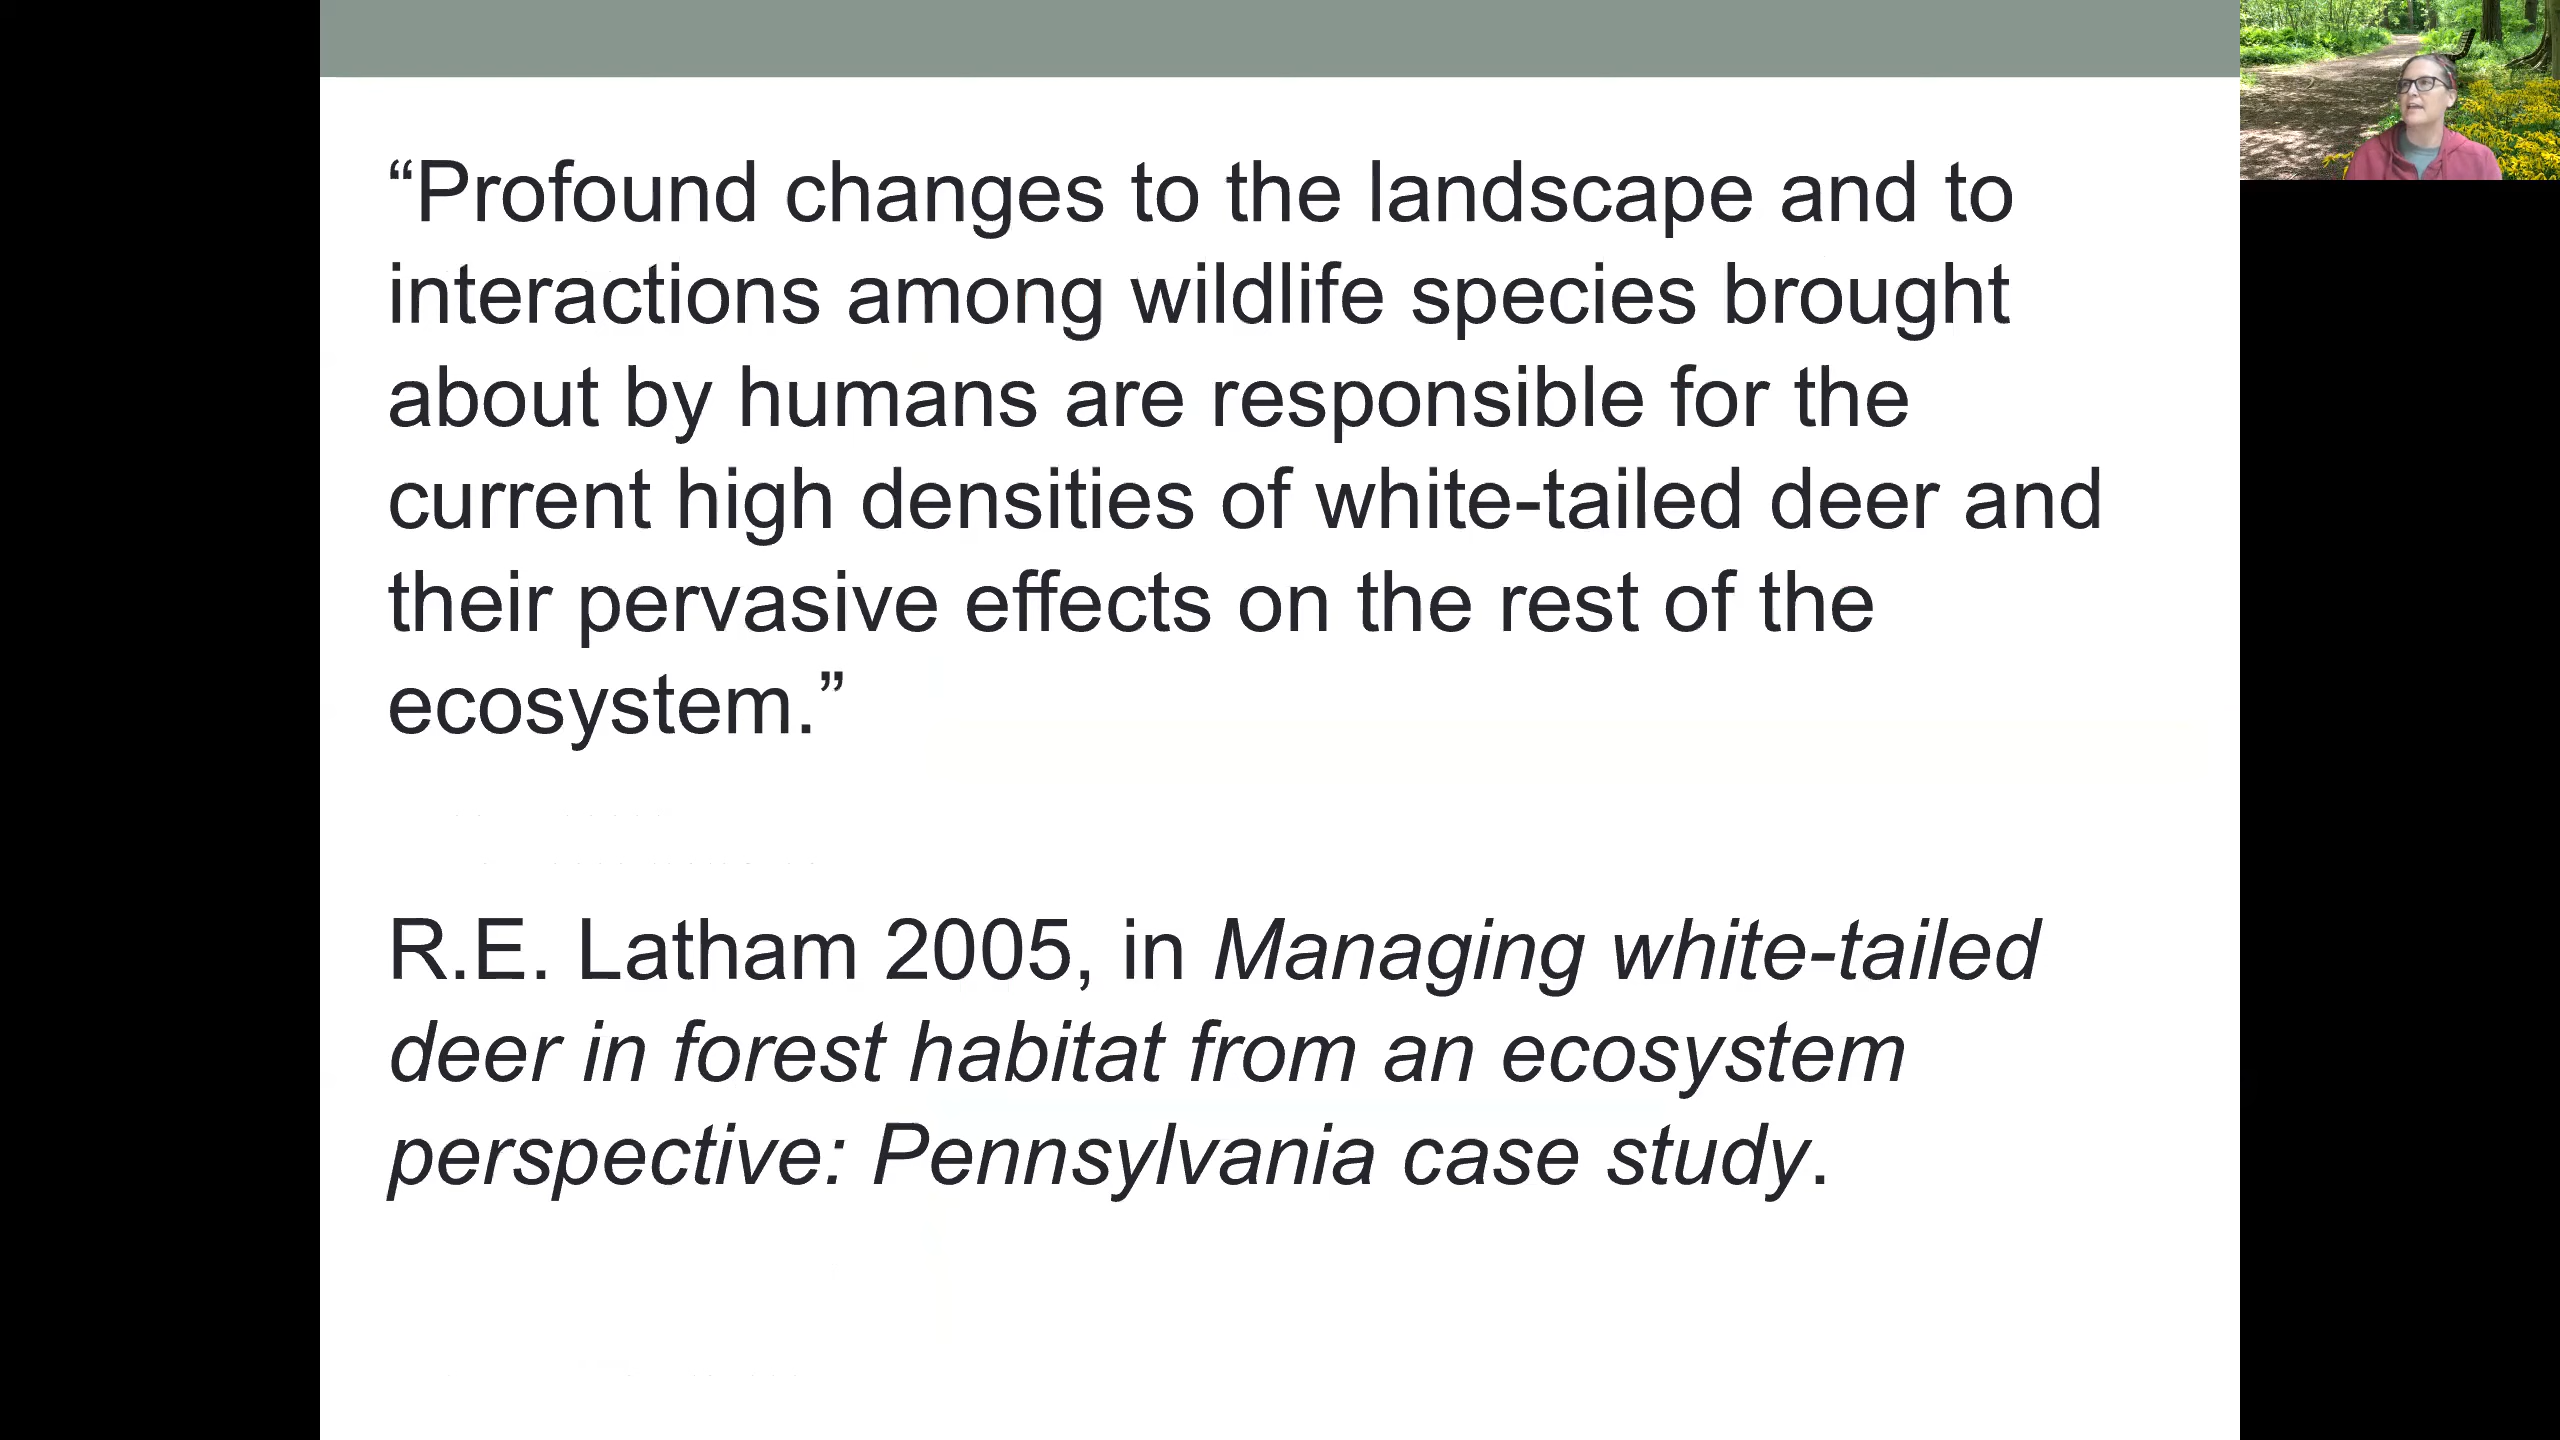 “Profound changes to the landscape and to
interactions among wildlife species brought
about by humans are responsible for the
current high densities of white-tailed deer and
their pervasive effects on the rest of the
ecosystem.”
R.E. Latham 2005, in Managing white-tailed
deer in forest habitat from an ecosystem
perspective: Pennsylvania case study.